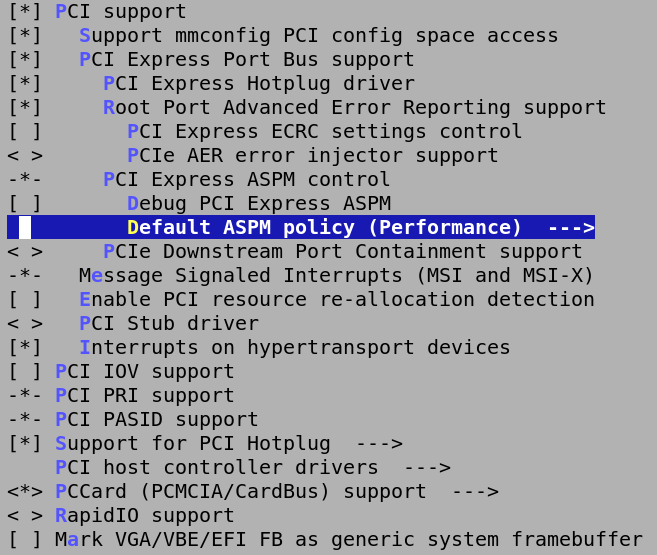 [*] PCI support
[*]   Support mmconfig PCI config space access
[*]   PCI Express Port Bus support
[*]     PCI Express Hotplug driver
[*]     Root Port Advanced Error Reporting support
[ ]       PCI Express ECRC settings control
< >       PCIe AER error injector support
-*-     PCI Express ASPM control
[ ]       Debug PCI Express ASPM
          Default ASPM policy (Performance)  --->
< >     PCIe Downstream Port Containment support
-*-   Message Signaled Interrupts (MSI and MSI-X)
[ ]   Enable PCI resource re-allocation detection
< >   PCI Stub driver
[*]   Interrupts on hypertransport devices
[ ] PCI IOV support
-*- PCI PRI support
-*- PCI PASID support
[*] Support for PCI Hotplug  --->
    PCI host controller drivers  --->
<*> PCCard (PCMCIA/CardBus) support  --->
< > RapidIO support
[ ] Mark VGA/VBE/EFI FB as generic system framebuffer